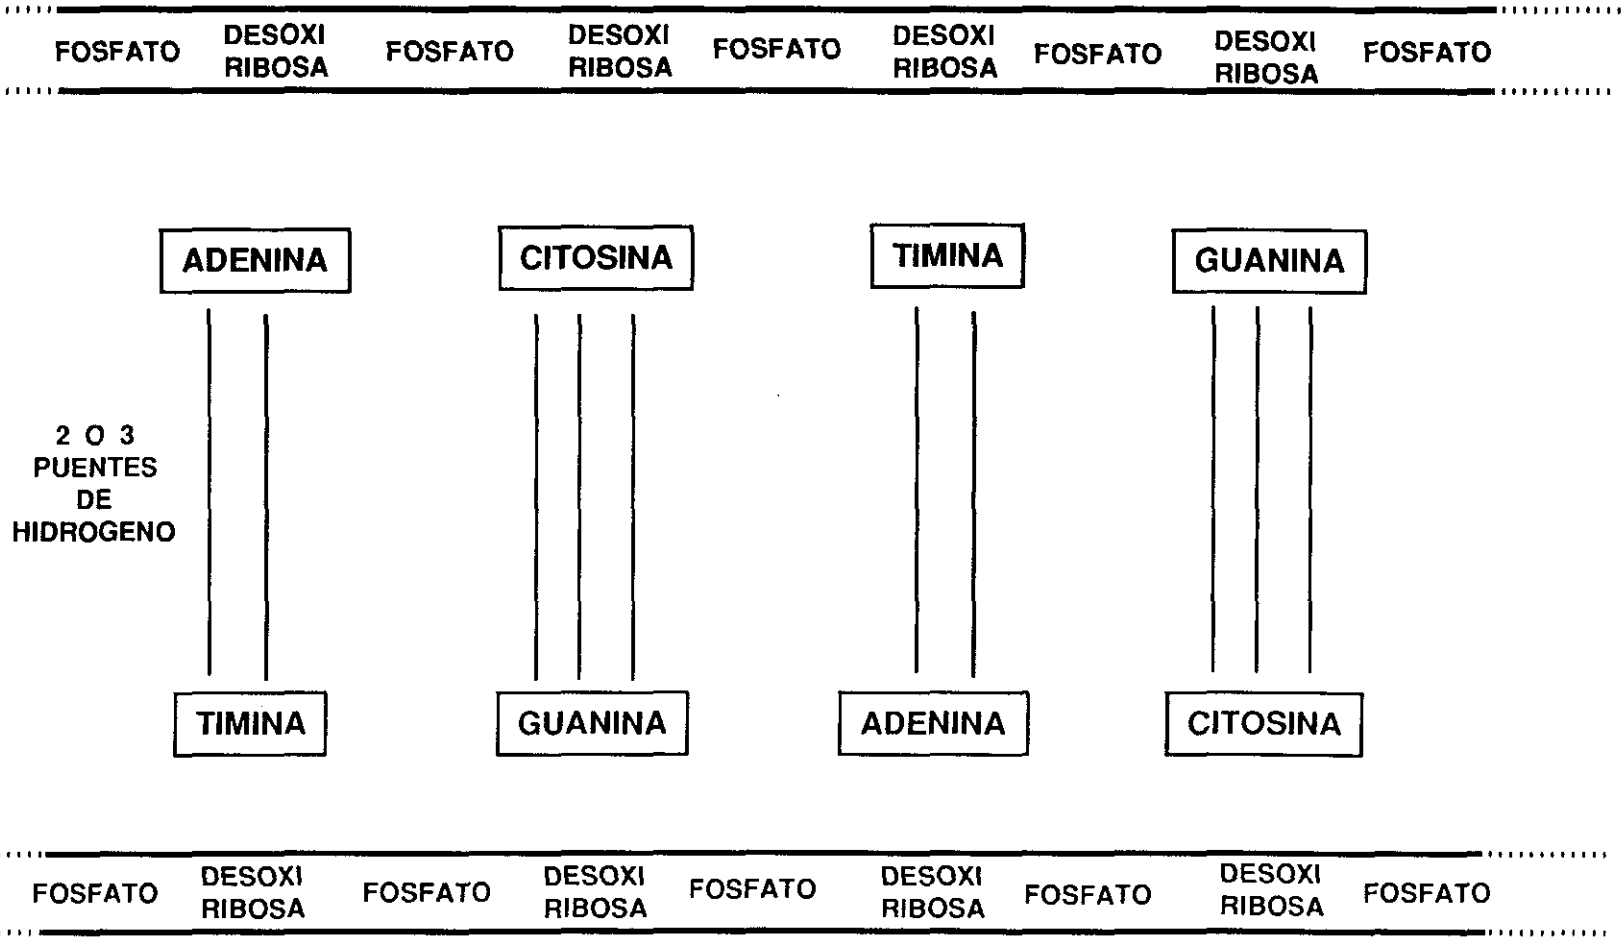 FOSFATO DESOXI RIBOSA FOSFATO DESOXI RIBOSA FOSFATO DESOXI RIBOSA FOSFATO DESOXI RIBOSA FOSFATO
ADENINA CITOSINA TIMINA GUANINA
2 O 3
PUENTES
DE
HIDROGENO
TIMINA GUANINA ADENINA CITOSINA
FOSFATO DESOXI RIBOSA FOSFATO DESOXI RIBOSA FOSFATO DESOXI RIBOSA FOSFATO DESOXI RIBOSA FOSFATO